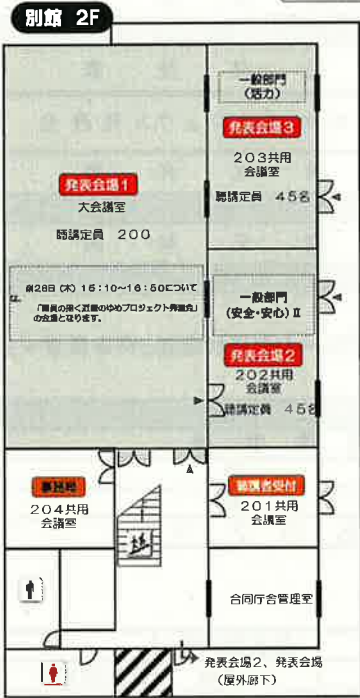 別館 2F
一般部門
(活力)
発表会場3
203共用
会議室
聴講定員 45名
発表会場1
大会議室
聴講定員 200
28日(木) 15:10~16:50について
「職員の描く近畿のゆめプロジェクト発表会」
の会場となります。
一般部門
(安全・安心)Ⅱ
発表会場2
202共用
会議室
聴講定員 45名
事務局
204共用
会議室
聴講者受付
201共用
会議室
合同庁舎管理室
発表会場2、発表会場
(屋外廊下)